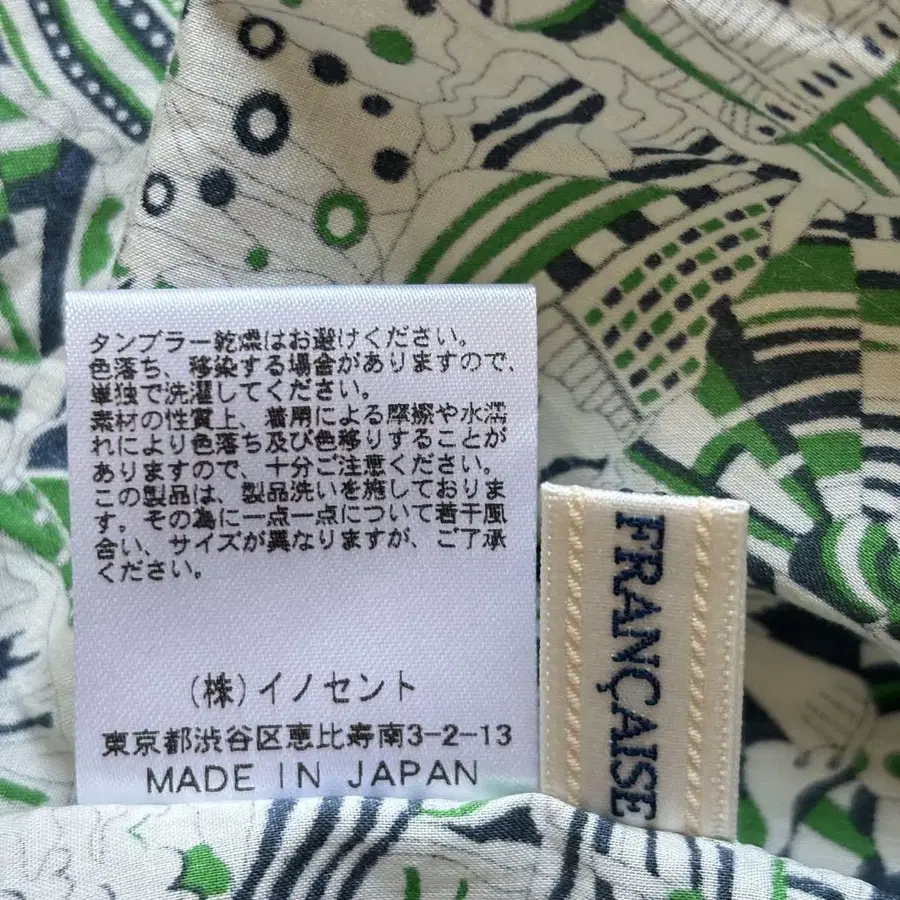 タンブラー乾燥はお避けください。
色落ち、移染する場合がありますので、
単独で洗濯してください。
素材の性質上、着用による摩擦や水濡
れにより色落ち及び色移りすることが
ありますので、十分ご注意ください。
この製品は、製品洗いを施しておりま
す。その為に一点一点について若干風
合い、サイズが異なりますが、ご了承
ください。
(株)イノセント
東京都渋谷区恵比寿南3-2-13
MADE IN JAPAN
FRANÇAISE